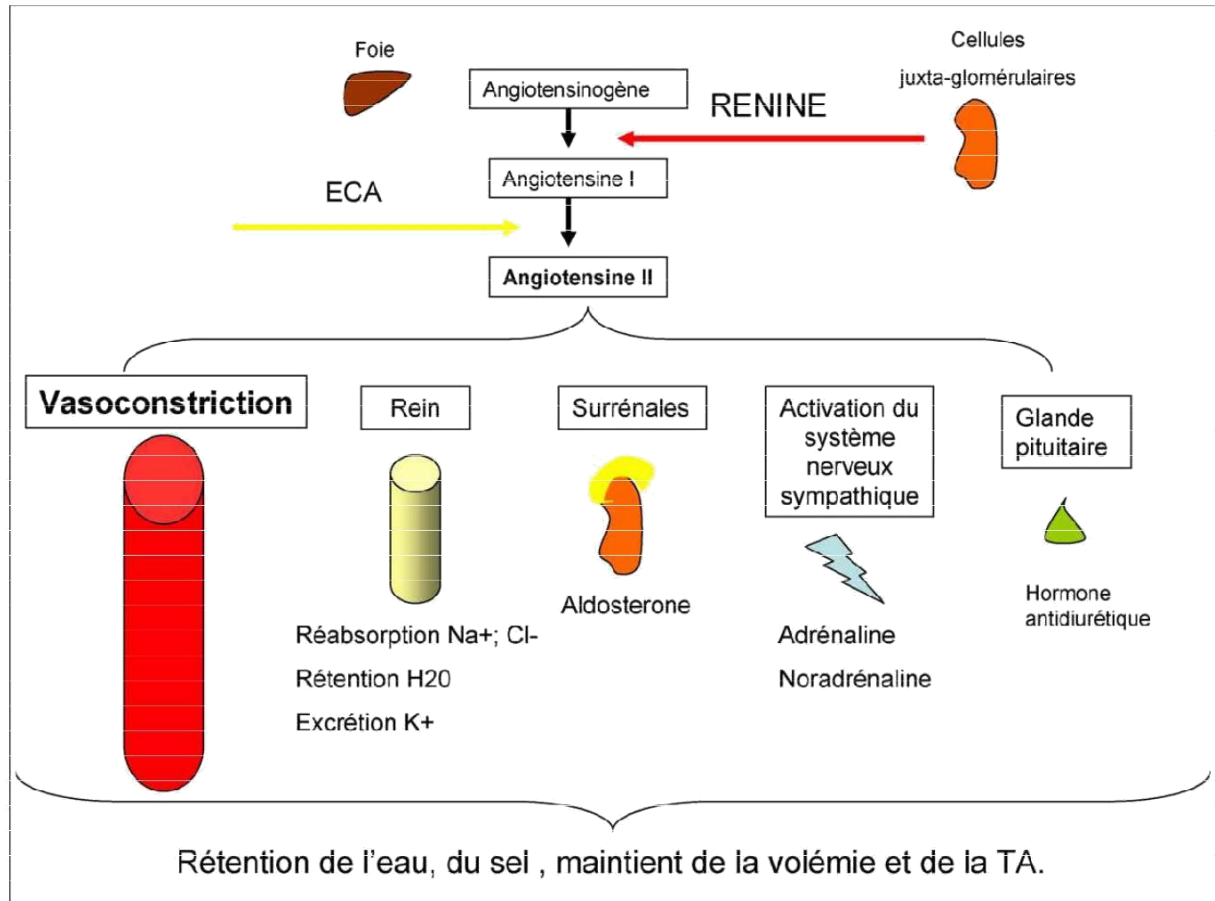 Foie
Cellules
juxta-glomérulaires
Angiotensinogène
RENINE
Angiotensine I
ECA
Angiotensine II
Vasoconstriction
Rein
Réabsorption Na+; Cl-
Rétention H20
Excrétion K+
Surrénales
Aldosterone
Activation du
système
nerveux
sympathique
Adrénaline
Noradrénaline
Glande
pituitaire
Hormone
antidiurétique
Rétention de l'eau, du sel , maintient de la volémie et de la TA.